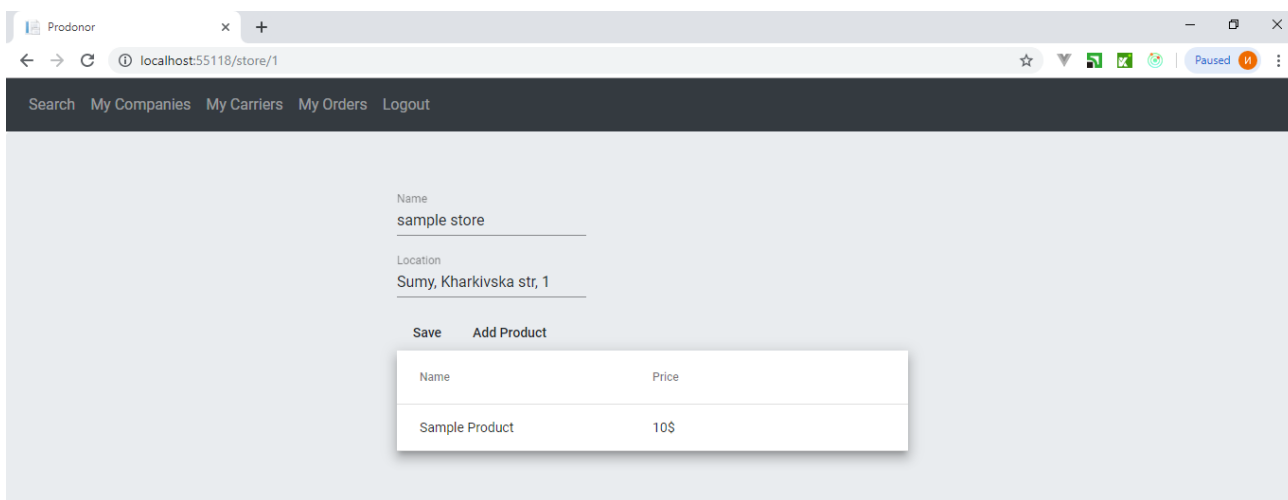 Prodonor
localhost:55118/store/1
Paused И
Search My Companies My Carriers My Orders Logout
Name
sample store
Location
Sumy, Kharkivska str, 1
Save Add Product
Name Price
Sample Product 10$